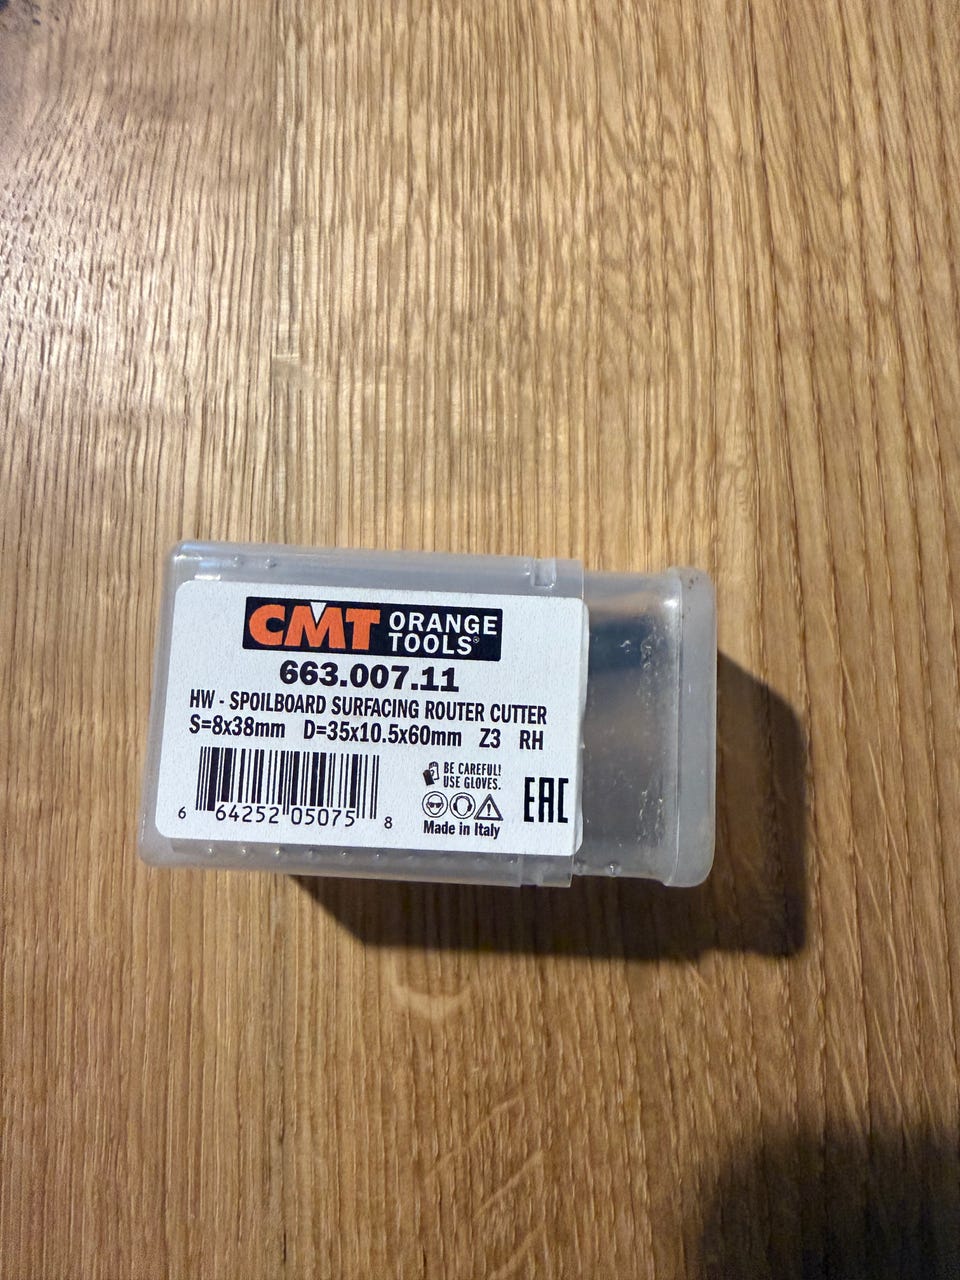 CMT ORANGE TOOLS®
663.007.11
HW - SPOILBOARD SURFACING ROUTER CUTTER
S=8x38mm D=35x10.5x60mm Z3 RH
BE CAREFUL!
USE GLOVES.
EAC
6 64252 05075 8
Made in Italy